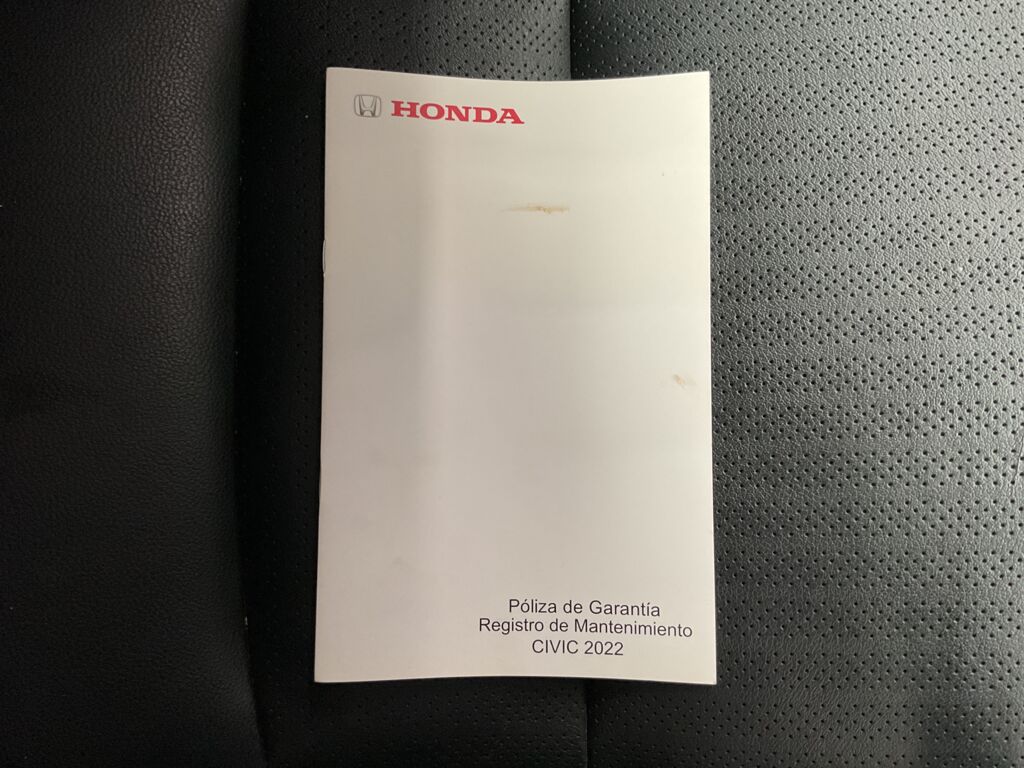 HONDA
Póliza de Garantía
Registro de Mantenimiento
CIVIC 2022